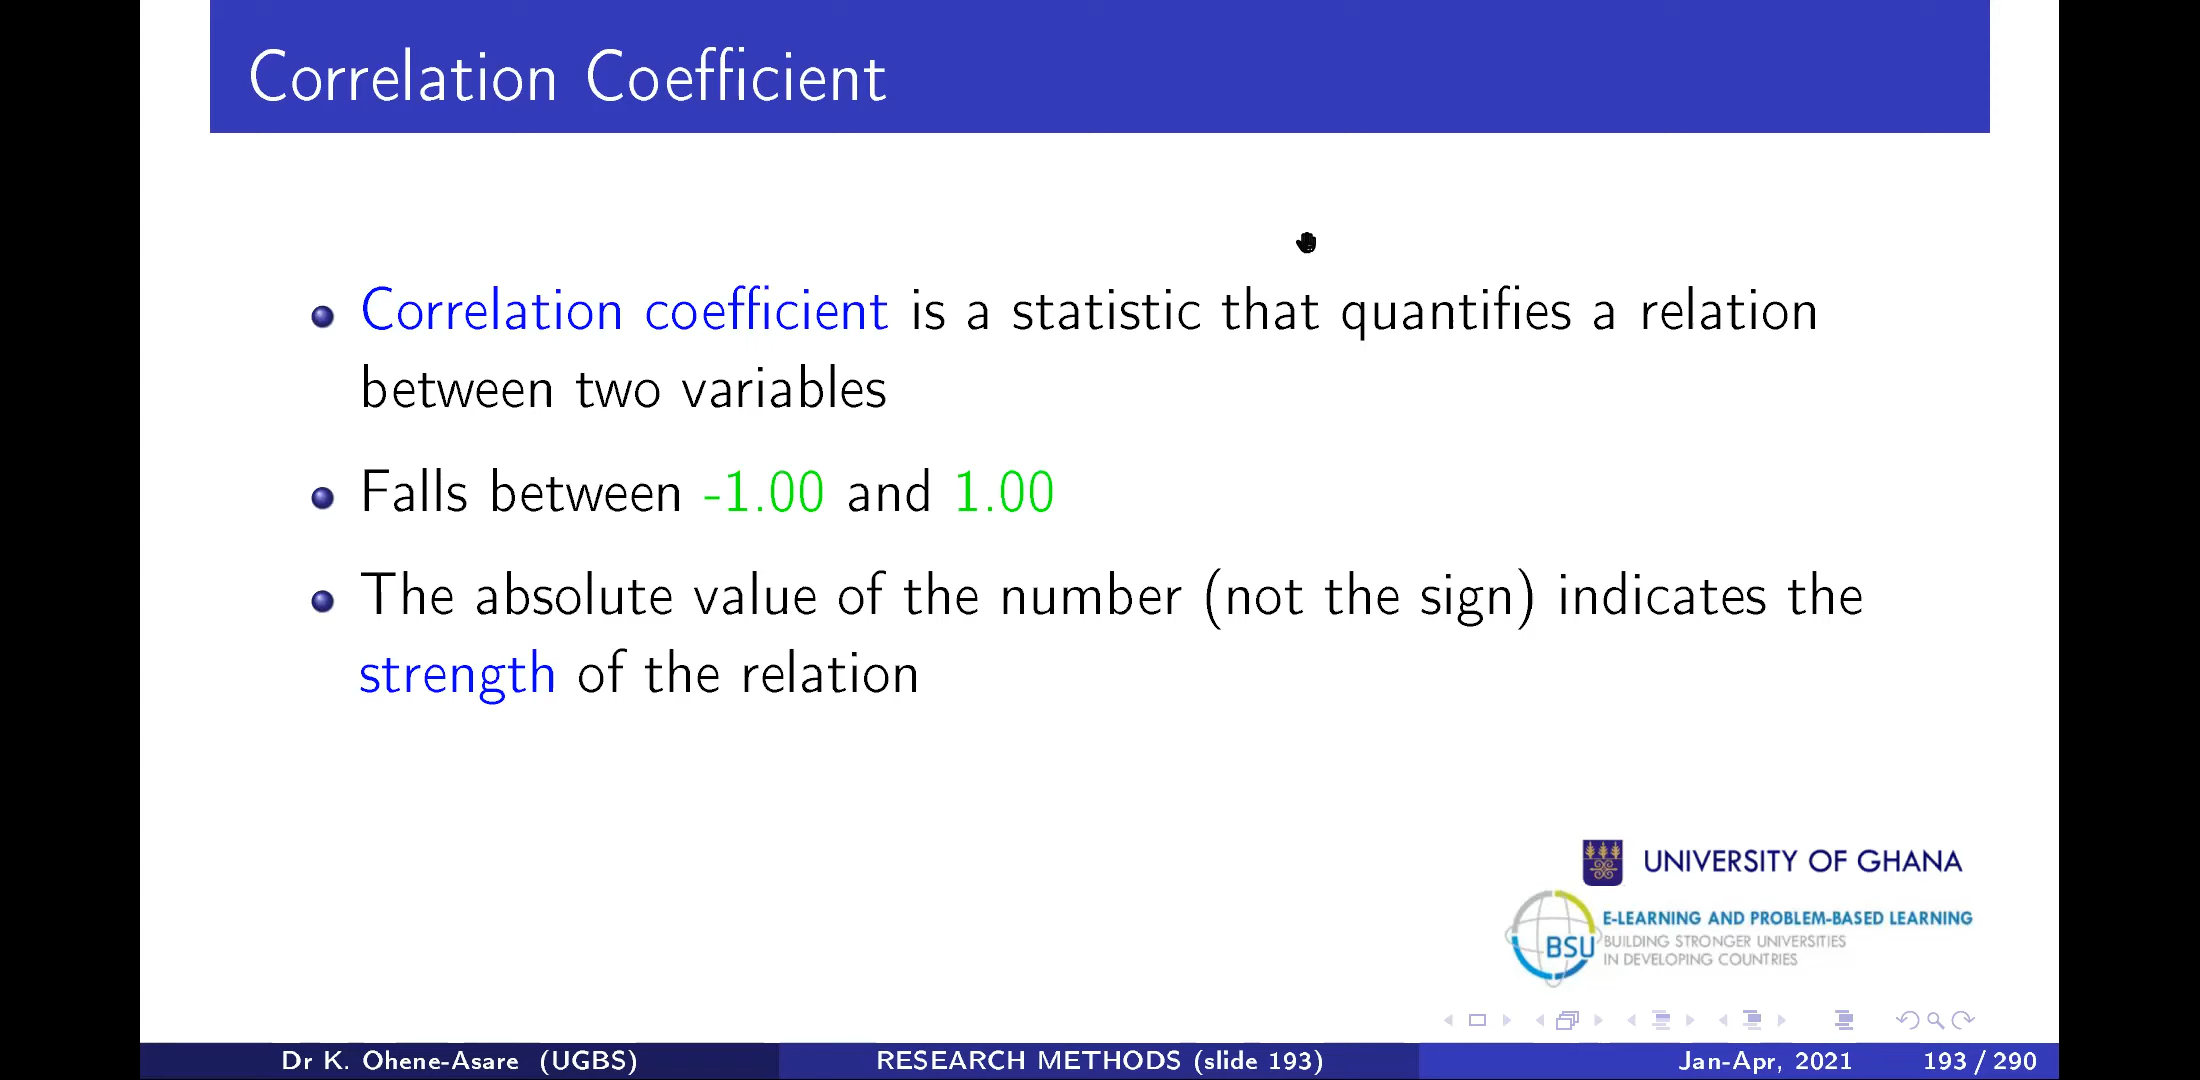 Correlation Coefficient
Correlation coefficient is a statistic that quantifies a relation
between two variables
Falls between -1.00 and 1.00
The absolute value of the number (not the sign) indicates the
strength of the relation
UNIVERSITY OF GHANA
E-LEARNING AND PROBLEM-BASED LEARNING
BSU
BUILDING STRONGER UNIVERSITIES
IN DEVELOPING COUNTRIES
Dr K. Ohene-Asare (UGBS)
RESEARCH METHODS (slide 193)
Jan-Apr, 2021
193 / 290